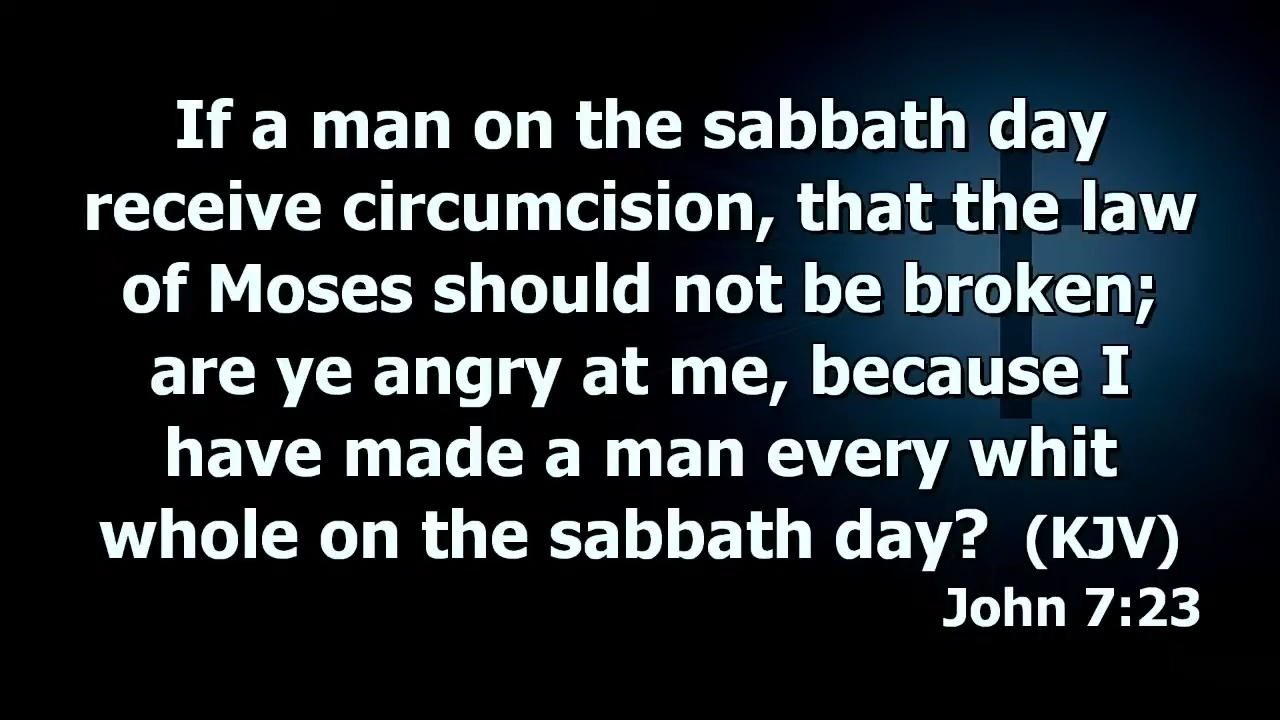 If a man on the sabbath day
receive circumcision, that the law
of Moses should not be broken;
are ye angry at me, because I
have made a man every whit
whole on the sabbath day? (KJV)
John 7:23